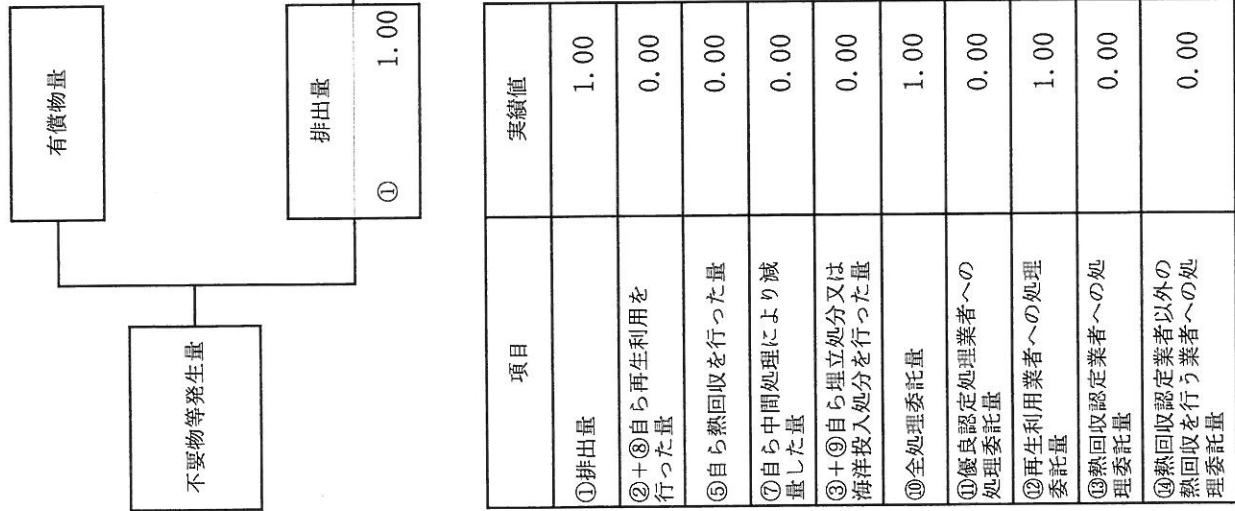 不要物等発生量
有償物量
排出量
① 1.00
項目 実績値
①排出量 1.00
②+⑧自ら再生利用を
行った量 0.00
⑤自ら熱回収を行った量 0.00
⑦自ら中間処理により減
量した量 0.00
③+⑨自ら埋立処分又は
海洋投入処分を行った量 0.00
⑩全処理委託量 1.00
⑪優良認定処理業者への
処理委託量 0.00
⑫再生利用業者への処理
委託量 1.00
⑬熱回収認定業者への処
理委託量 0.00
⑭熱回収認定業者以外の
熱回収を行う業者への処
理委託量 0.00